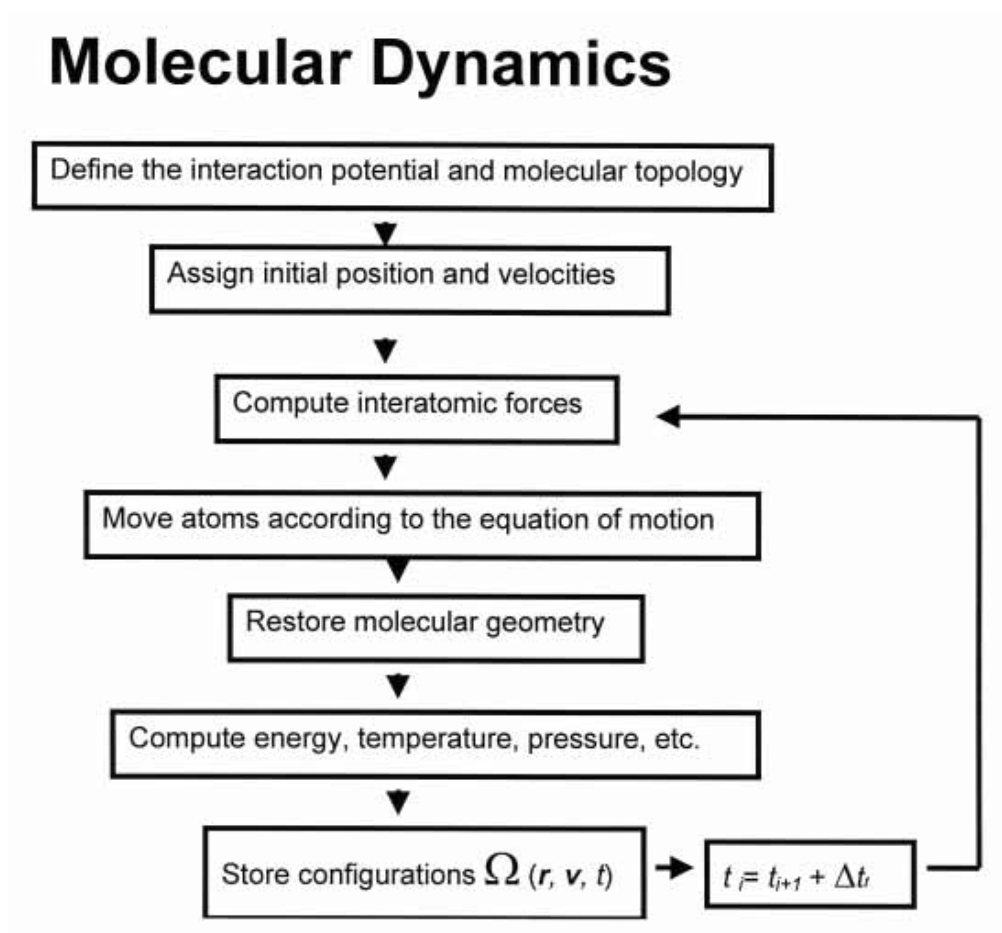 Molecular Dynamics
Define the interaction potential and molecular topology
Assign initial position and velocities
Compute interatomic forces
Move atoms according to the equation of motion
Restore molecular geometry
Compute energy, temperature, pressure, etc.
Store configurations Ω (r, v, t)
t i= ti+1 + Δti